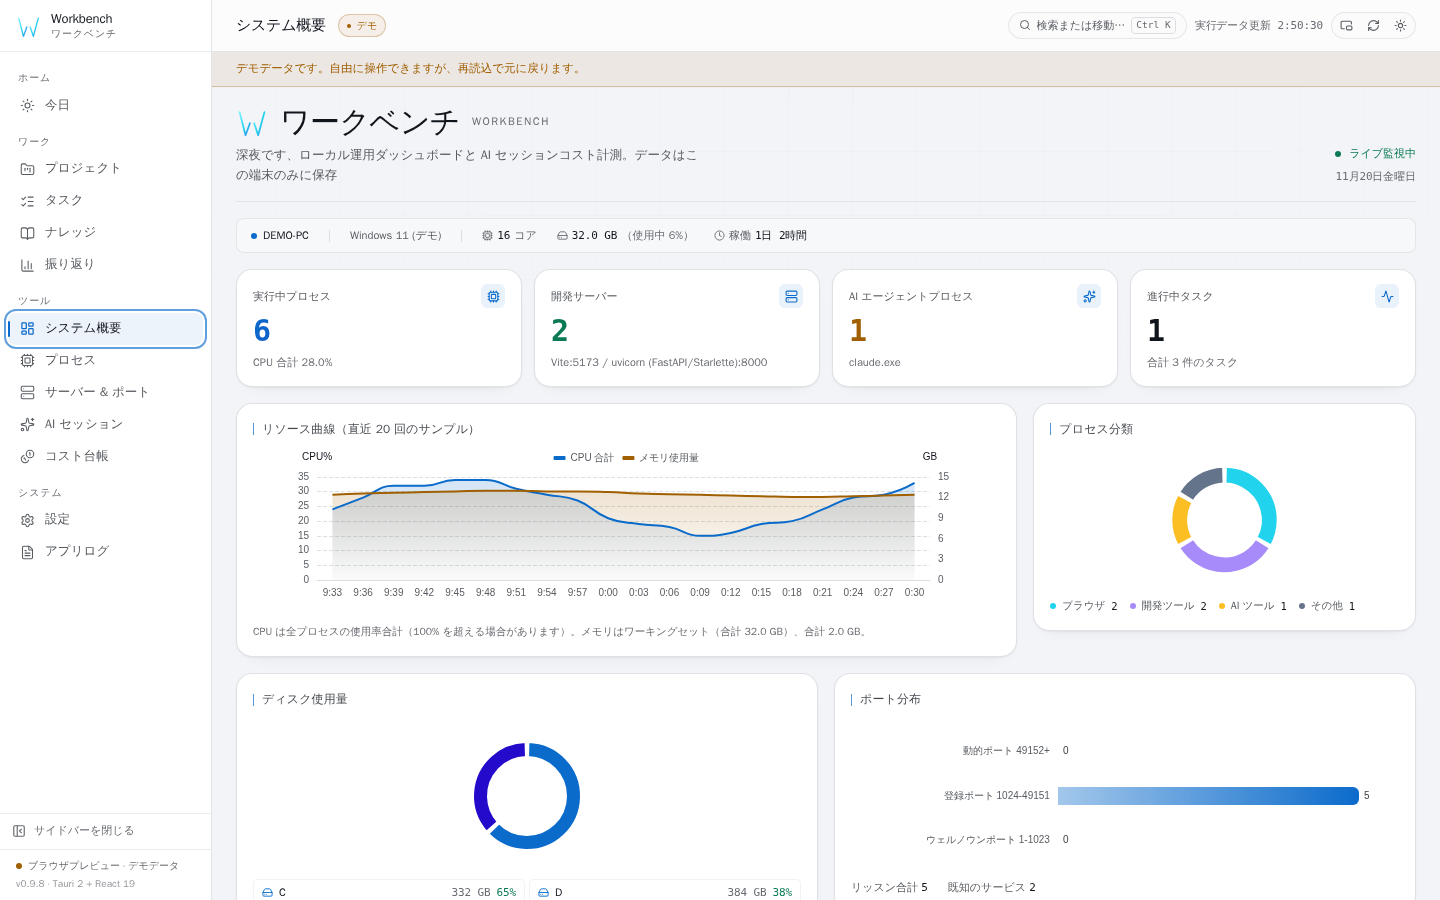 Workbench
ワークベンチ
ホーム
今日
ワーク
プロジェクト
タスク
ナレッジ
振り返り
ツール
システム概要
プロセス
サーバー & ポート
AI セッション
コスト台帳
システム
設定
アプリログ
サイドバーを閉じる
ブラウザプレビュー · デモデータ
v0.9.8 · Tauri 2 + React 19
システム概要
デモ
検索または移動… Ctrl K
実行データ更新 2:50:30
デモデータです。自由に操作できますが、再読込で元に戻ります。
ワークベンチ WORKBENCH
深夜です、ローカル運用ダッシュボードと AI セッションコスト計測。データはこ
の端末のみに保存
ライブ監視中
11月20日金曜日
DEMO-PC Windows 11 (デモ) 16 コア 32.0 GB （使用中 6%） 稼働 1日 2時間
実行中プロセス
6
CPU 合計 28.0%
開発サーバー
2
Vite:5173 / uvicorn (FastAPI/Starlette):8000
AI エージェントプロセス
1
claude.exe
進行中タスク
1
合計 3 件のタスク
リソース曲線（直近 20 回のサンプル）
CPU% CPU 合計 メモリ使用量 GB
35 15
30 12
25
20 9
15 6
10
5 3
0 0
9:33 9:36 9:39 9:42 9:45 9:48 9:51 9:54 9:57 0:00 0:03 0:06 0:09 0:12 0:15 0:18 0:21 0:24 0:27 0:30
CPU は全プロセスの使用率合計（100% を超える場合があります）。メモリはワーキングセット（合計 32.0 GB）、合計 2.0 GB。
プロセス分類
ブラウザ 2 開発ツール 2 AI ツール 1 その他 1
ディスク使用量
C 332 GB 65%
D 384 GB 38%
ポート分布
動的ポート 49152+ 0
登録ポート 1024-49151 5
ウェルノウンポート 1-1023 0
リッスン合計 5 既知のサービス 2